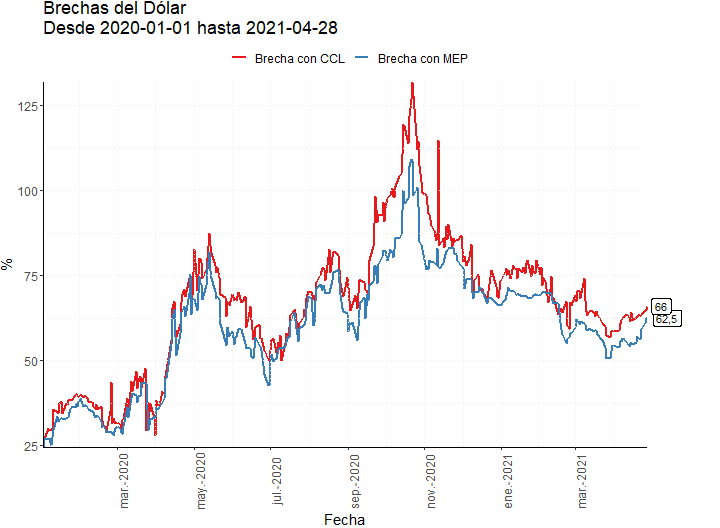 Brechas del Dólar
Desde 2020-01-01 hasta 2021-04-28
Brecha con CCL
Brecha con MEP
%
125
100
75
50
25
66
62,5
mar.-2020
may.-2020
jul.-2020
sep.-2020
nov.-2020
ene.-2021
mar.-2021
Fecha